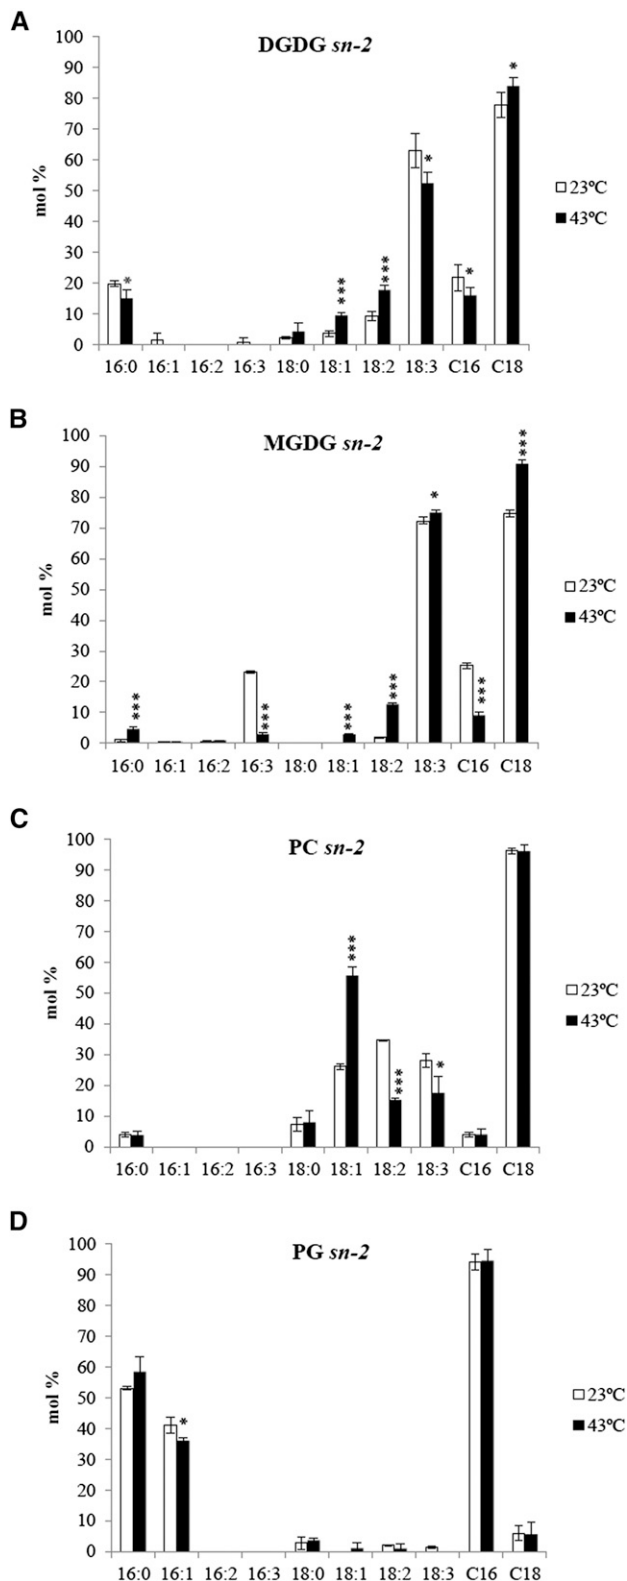 A
DGDG sn-2
100
90
80
70
60
50
40
30
20
10
0
mol %
*
***
***
*
*
*
23ºC
43ºC
16:0 16:1 16:2 16:3 18:0 18:1 18:2 18:3 C16 C18
B
MGDG sn-2
100
90
80
70
60
50
40
30
20
10
0
mol %
***
***
***
***
*
***
***
23ºC
43ºC
16:0 16:1 16:2 16:3 18:0 18:1 18:2 18:3 C16 C18
C
PC sn-2
100
90
80
70
60
50
40
30
20
10
0
mol %
***
***
*
23ºC
43ºC
16:0 16:1 16:2 16:3 18:0 18:1 18:2 18:3 C16 C18
D
PG sn-2
100
90
80
70
60
50
40
30
20
10
0
mol %
*
23ºC
43ºC
16:0 16:1 16:2 16:3 18:0 18:1 18:2 18:3 C16 C18